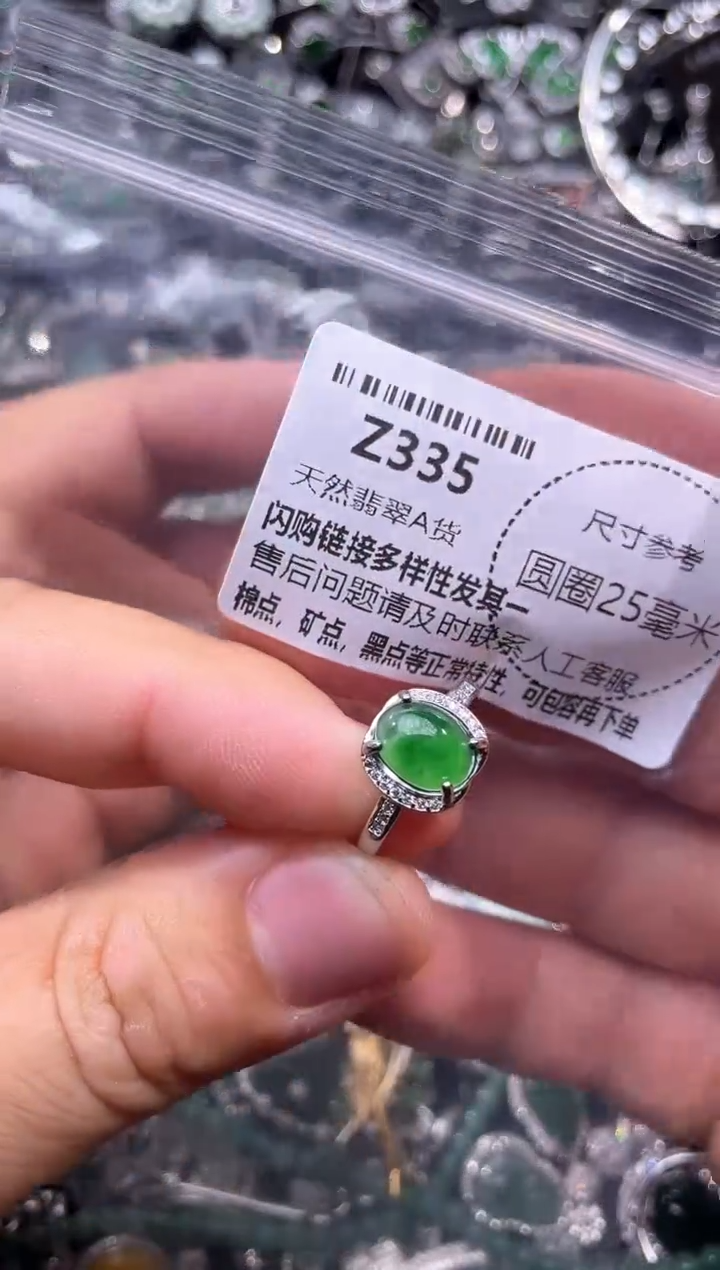 Z335
天然翡翠A货
闪购链接多样性发其一
售后问题请及时联系人工客服
棉点，矿点，黑点等正常特性，可包容再下单
尺寸参考
圆圈25毫米